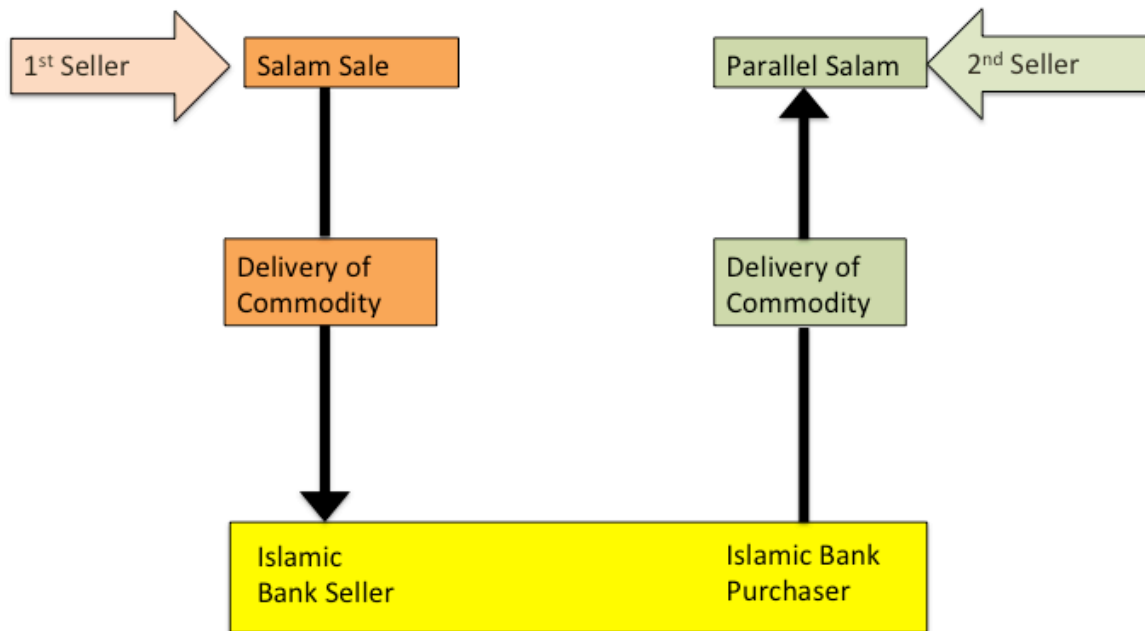 1st Seller
Salam Sale
Parallel Salam
2nd Seller
Delivery of
Commodity
Delivery of
Commodity
Islamic
Bank Seller
Islamic Bank
Purchaser